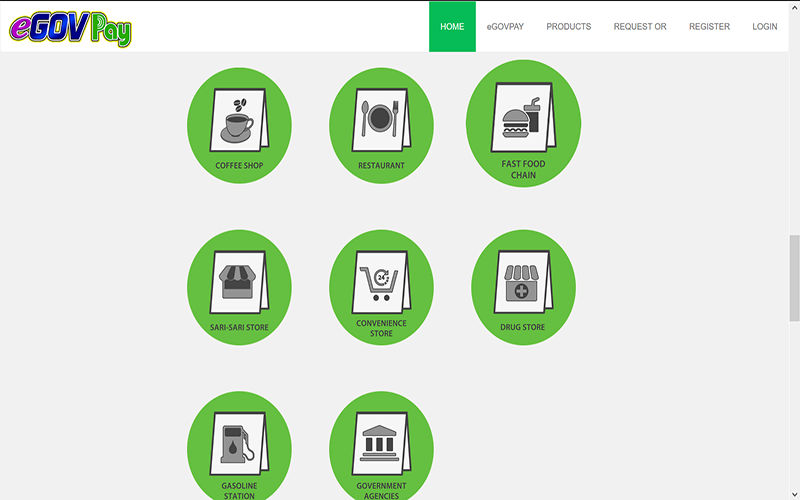 eGOV Pay
HOME eGOVPAY PRODUCTS REQUEST OR REGISTER LOGIN
COFFEE SHOP
RESTAURANT
FAST FOOD
CHAIN
SARI-SARI STORE
24
CONVENIENCE
STORE
DRUG STORE
GASOLINE
STATION
GOVERNMENT
AGENCIES